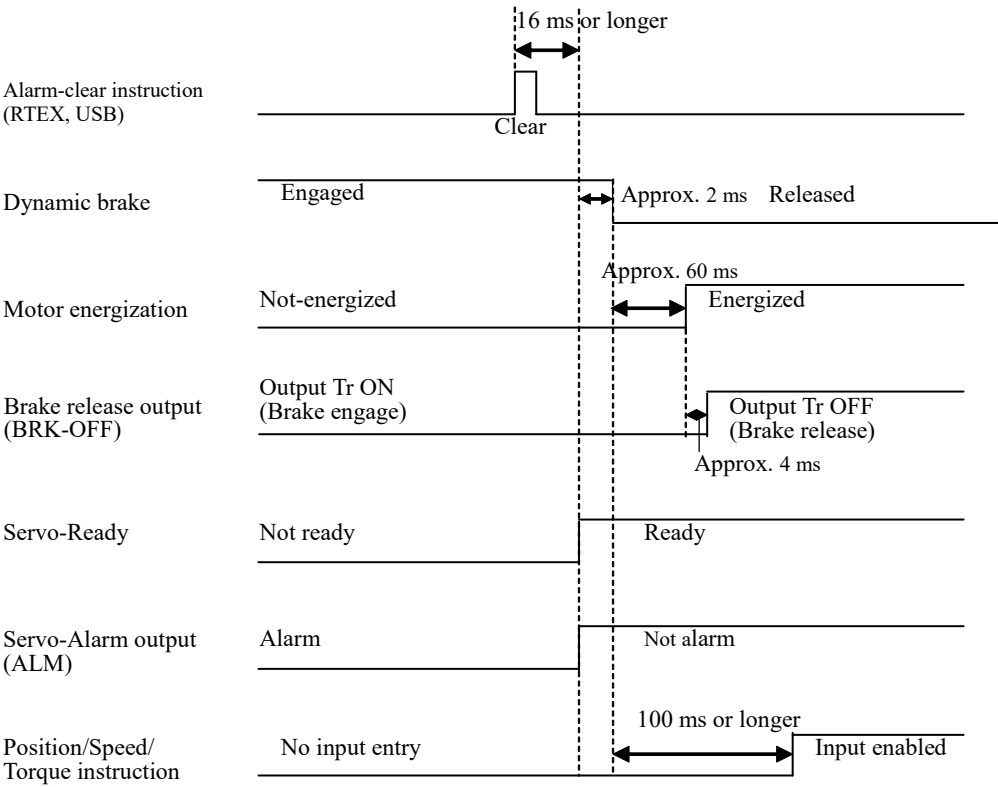 16 ms or longer
Alarm-clear instruction
(RTEX, USB)
Clear
Dynamic brake
Engaged
Approx. 2 ms
Released
Approx. 60 ms
Motor energization
Not-energized
Energized
Brake release output
(BRK-OFF)
Output Tr ON
(Brake engage)
Output Tr OFF
(Brake release)
Approx. 4 ms
Servo-Ready
Not ready
Ready
Servo-Alarm output
(ALM)
Alarm
Not alarm
100 ms or longer
Position/Speed/
Torque instruction
No input entry
Input enabled